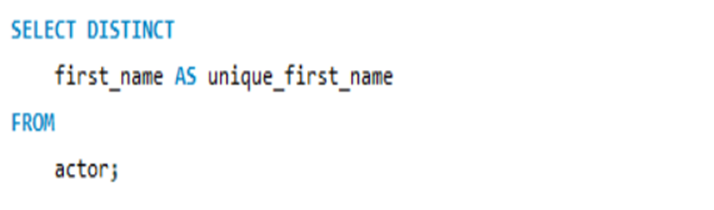 SELECT DISTINCT
first_name AS unique_first_name
FROM
actor;